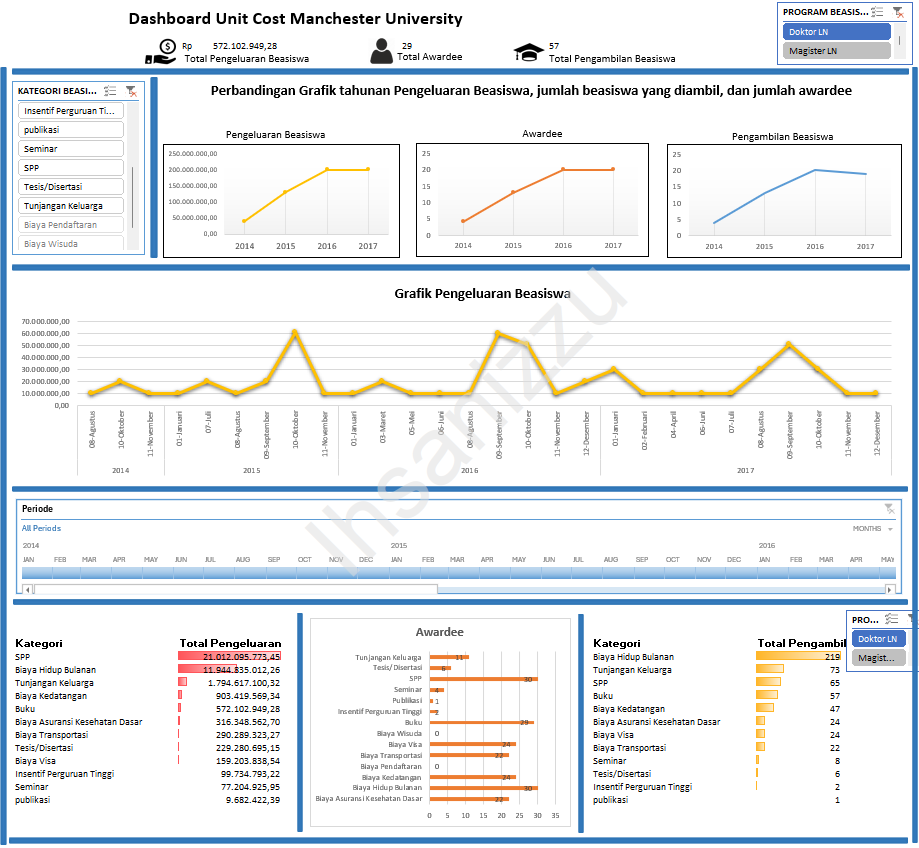 Dashboard Unit Cost Manchester University
Rp 572.102.949,28
Total Pengeluaran Beasiswa
29
Total Awardee
57
Total Pengambilan Beasiswa
PROGRAM BEASIS...
Doktor LN
Magister LN
KATEGORI BEASI...
Insentif Perguruan Ti...
publikasi
Seminar
SPP
Tesis/Disertasi
Tunjangan Keluarga
Biaya Pendaftaran
Biaya Wisuda
Perbandingan Grafik tahunan Pengeluaran Beasiswa, jumlah beasiswa yang diambil, dan jumlah awardee
Pengeluaran Beasiswa
250.000.000,00
200.000.000,00
150.000.000,00
100.000.000,00
50.000.000,00
0,00
2014 2015 2016 2017
Awardee
25
20
15
10
5
0
2014 2015 2016 2017
Pengambilan Beasiswa
25
20
15
10
5
0
2014 2015 2016 2017
Grafik Pengeluaran Beasiswa
70.000.000,00
60.000.000,00
50.000.000,00
40.000.000,00
30.000.000,00
20.000.000,00
10.000.000,00
0,00
08-Agustus
10-Oktober
11-November
01-Januari
07-Juli
08-Agustus
09-September
10-Oktober
11-November
01-Januari
03-Maret
05-Mei
06-Juni
08-Agustus
09-September
10-Oktober
11-November
12-Desember
01-Januari
02-Februari
04-April
06-Juni
07-Juli
08-Agustus
09-September
10-Oktober
11-November
12-Desember
2014 2015 2016 2017
Ihsanizzu
Periode
All Periods MONTHS
2014 2015 2016
JAN FEB MAR APR MAY JUN JUL AUG SEP OCT NOV DEC JAN FEB MAR APR MAY JUN JUL AUG SEP OCT NOV DEC JAN FEB MAR APR MAY
Kategori Total Pengeluaran
SPP 21.012.095.773,45
Biaya Hidup Bulanan 11.944.835.012,26
Tunjangan Keluarga 1.794.617.100,32
Biaya Kedatangan 903.419.569,34
Buku 572.102.949,28
Biaya Asuransi Kesehatan Dasar 316.348.562,70
Biaya Transportasi 290.289.323,27
Tesis/Disertasi 229.280.695,15
Biaya Visa 159.203.838,54
Insentif Perguruan Tinggi 99.734.793,22
Seminar 77.204.925,95
publikasi 9.682.422,39
Awardee
Tunjangan Keluarga 11
Tesis/ Disertasi 6
SPP 30
Seminar 4
Publikasi 1
Insentif Perguruan Tinggi 2
Buku 29
Biaya Wisuda 0
Biaya Visa 24
Biaya Transportasi 22
Biaya Pendaftaran 0
Biaya Kedatangan 24
Biaya Hidup Bulanan 30
Biaya Asuransi Kesehatan Dasar 22
0 5 10 15 20 25 30 35
PRO...
Doktor LN
Magist...
Kategori Total Pengambil
Biaya Hidup Bulanan 219
Tunjangan Keluarga 73
SPP 65
Buku 57
Biaya Kedatangan 47
Biaya Asuransi Kesehatan Dasar 24
Biaya Visa 24
Biaya Transportasi 22
Seminar 8
Tesis/Disertasi 6
Insentif Perguruan Tinggi 2
publikasi 1